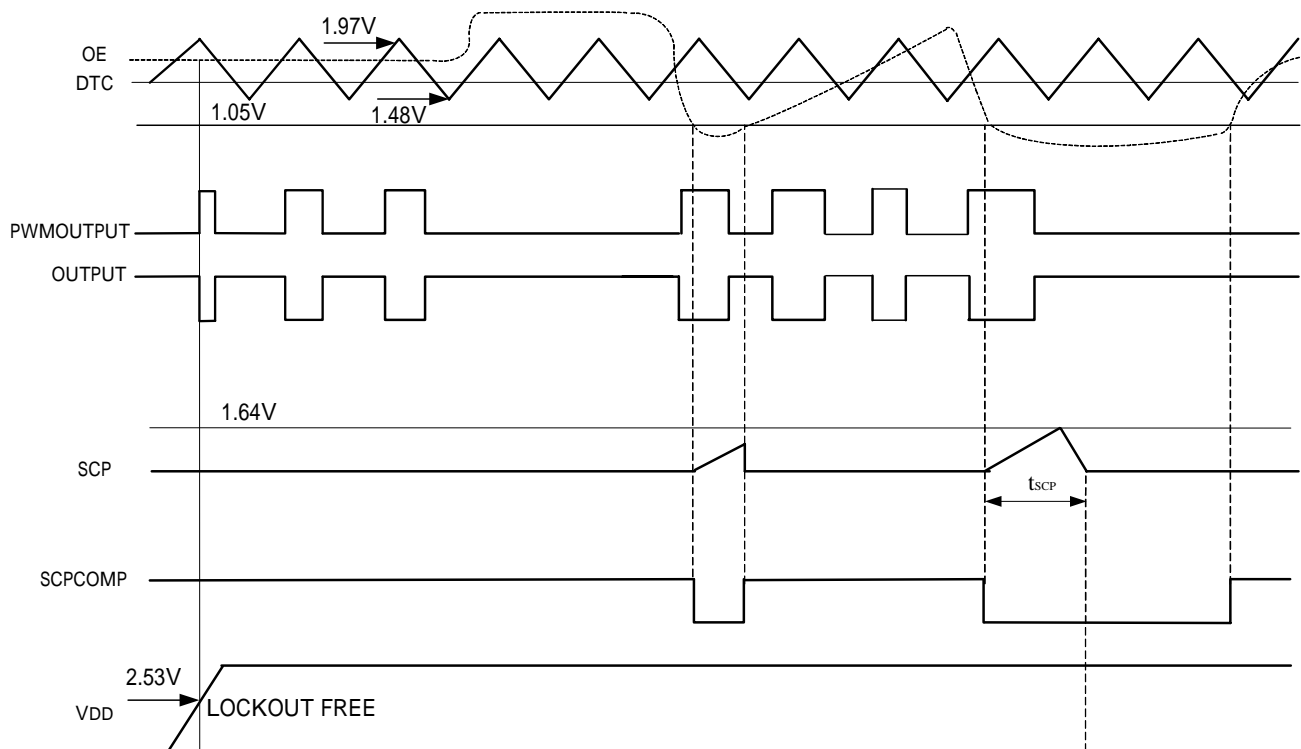 1.97V
OE
DTC
1.05V
1.48V
PWMOUTPUT
OUTPUT
1.64V
SCP
tSCP
SCPCOMP
2.53V
VDD
LOCKOUT FREE